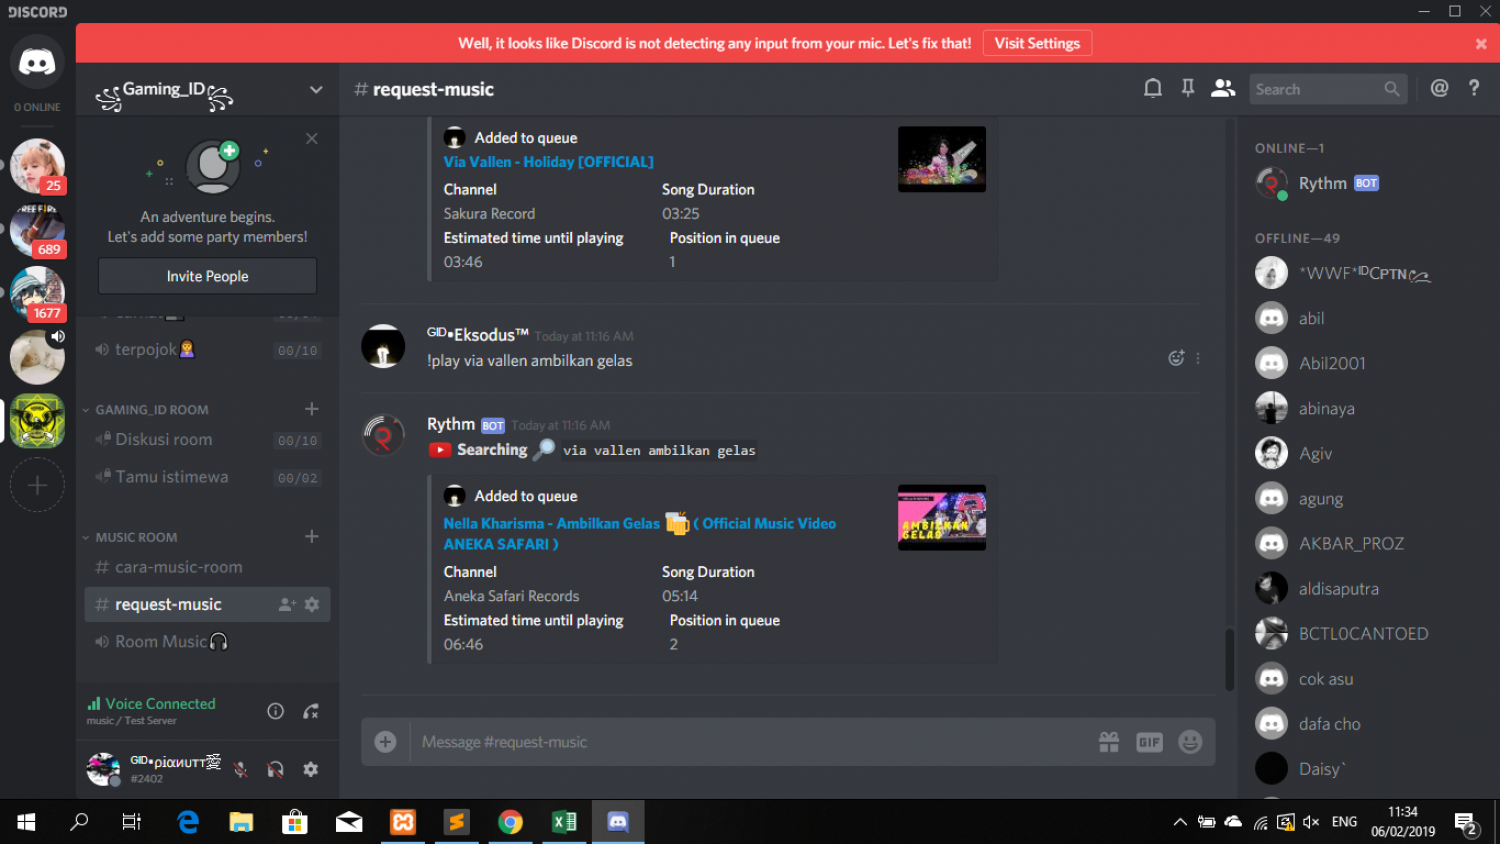 DISCORD
Well, it looks like Discord is not detecting any input from your mic. Let's fix that!
Visit Settings
0 ONLINE
25
FREE FIRE
689
1677
Gaming_ID
An adventure begins.
Let's add some party members!
Invite People
terpojok
00/10
GAMING_ID ROOM
Diskusi room
00/10
Tamu istimewa
00/02
MUSIC ROOM
# cara-music-room
# request-music
Room Music
Voice Connected
music / Test Server
#2402
# request-music
Search
@ ?
Added to queue
Via Vallen - Holiday [OFFICIAL]
Channel
Song Duration
Sakura Record
03:25
Estimated time until playing
Position in queue
03:46
1
ᴳᴵᴰ•Eksodus™ Today at 11:16 AM
!play via vallen ambilkan gelas
Rythm BOT Today at 11:16 AM
Searching 🔎 via vallen ambilkan gelas
Added to queue
Nella Kharisma - Ambilkan Gelas 🍻 ( Official Music Video
ANEKA SAFARI )
AMBILKAN
GELAS
Channel
Song Duration
Aneka Safari Records
05:14
Estimated time until playing
Position in queue
06:46
2
Message #request-music
GIF
ONLINE—1
Rythm BOT
OFFLINE—49
*WWF*ᴵᴰCᴘᴛɴ
abil
Abil2001
abinaya
Agiv
agung
AKBAR_PROZ
aldisaputra
BCTL0CANTOED
cok asu
dafa cho
Daisy`
ENG
11:34
06/02/2019
2